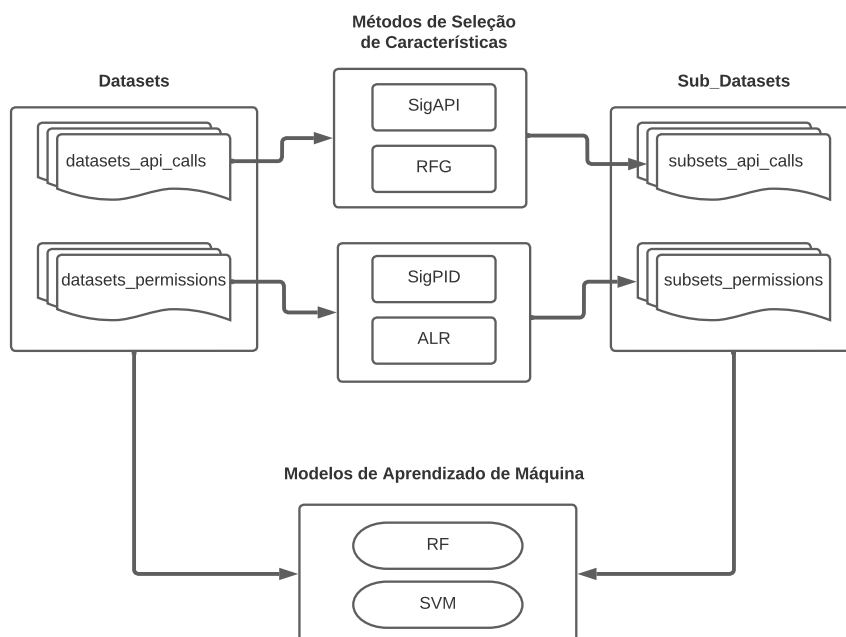 Métodos de Seleção
de Características
Datasets
Sub_Datasets
SigAPI
datasets_api_calls
RFG
subsets_api_calls
SigPID
datasets_permissions
subsets_permissions
ALR
Modelos de Aprendizado de Máquina
RF
SVM